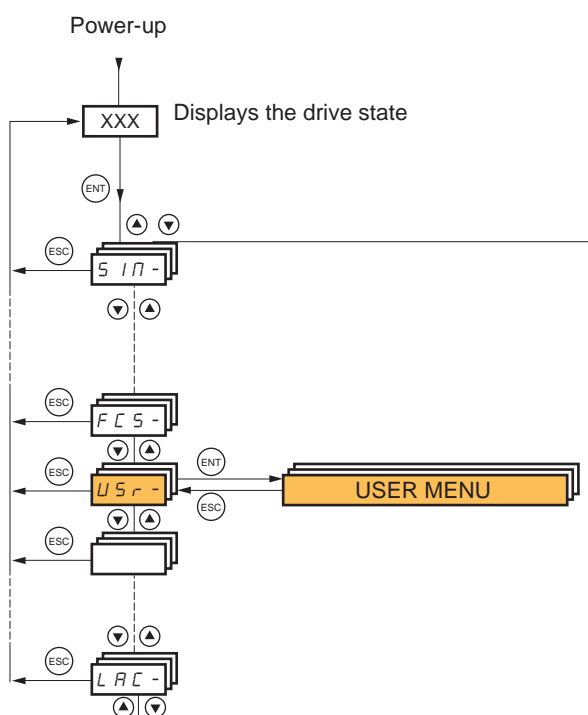 Power-up
XXX Displays the drive state
ENT
ESC
SIM-
ESC
FCS-
ESC USr- ENT USER MENU
ESC
ESC
ESC
LAC-